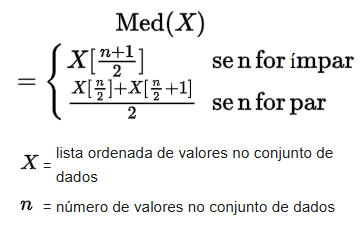 Med(X)
= { X[n+1/2] se n for ímpar
X[n/2]+X[n/2+1]/2 se n for par
X = lista ordenada de valores no conjunto de
dados
n = número de valores no conjunto de dados